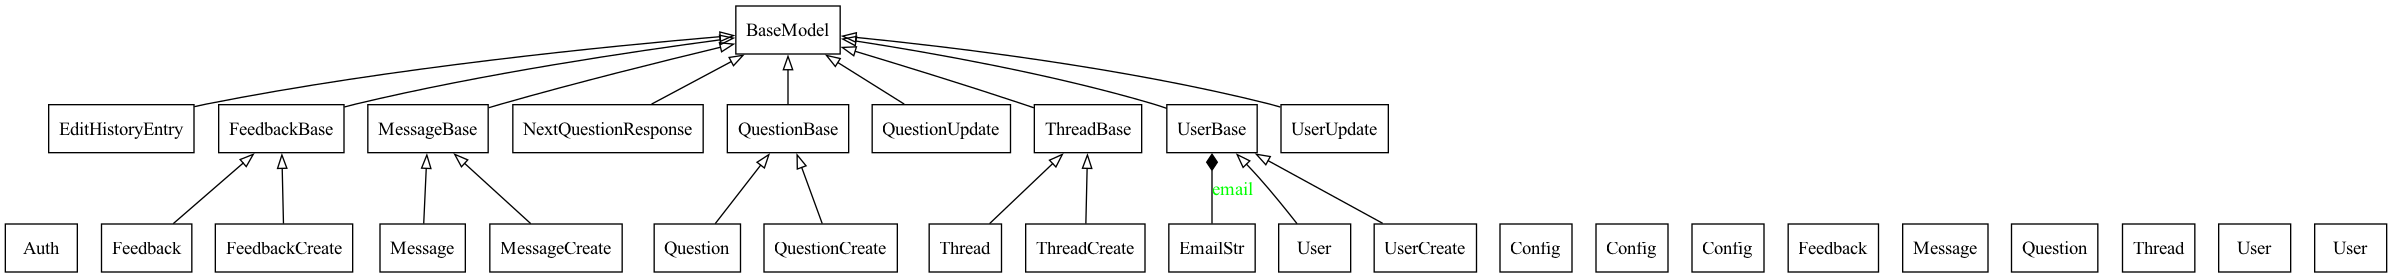 BaseModel
EditHistoryEntry
FeedbackBase
MessageBase
NextQuestionResponse
QuestionBase
QuestionUpdate
ThreadBase
UserBase
UserUpdate
email
Auth
Feedback
FeedbackCreate
Message
MessageCreate
Question
QuestionCreate
Thread
ThreadCreate
EmailStr
User
UserCreate
Config
Config
Config
Feedback
Message
Question
Thread
User
User